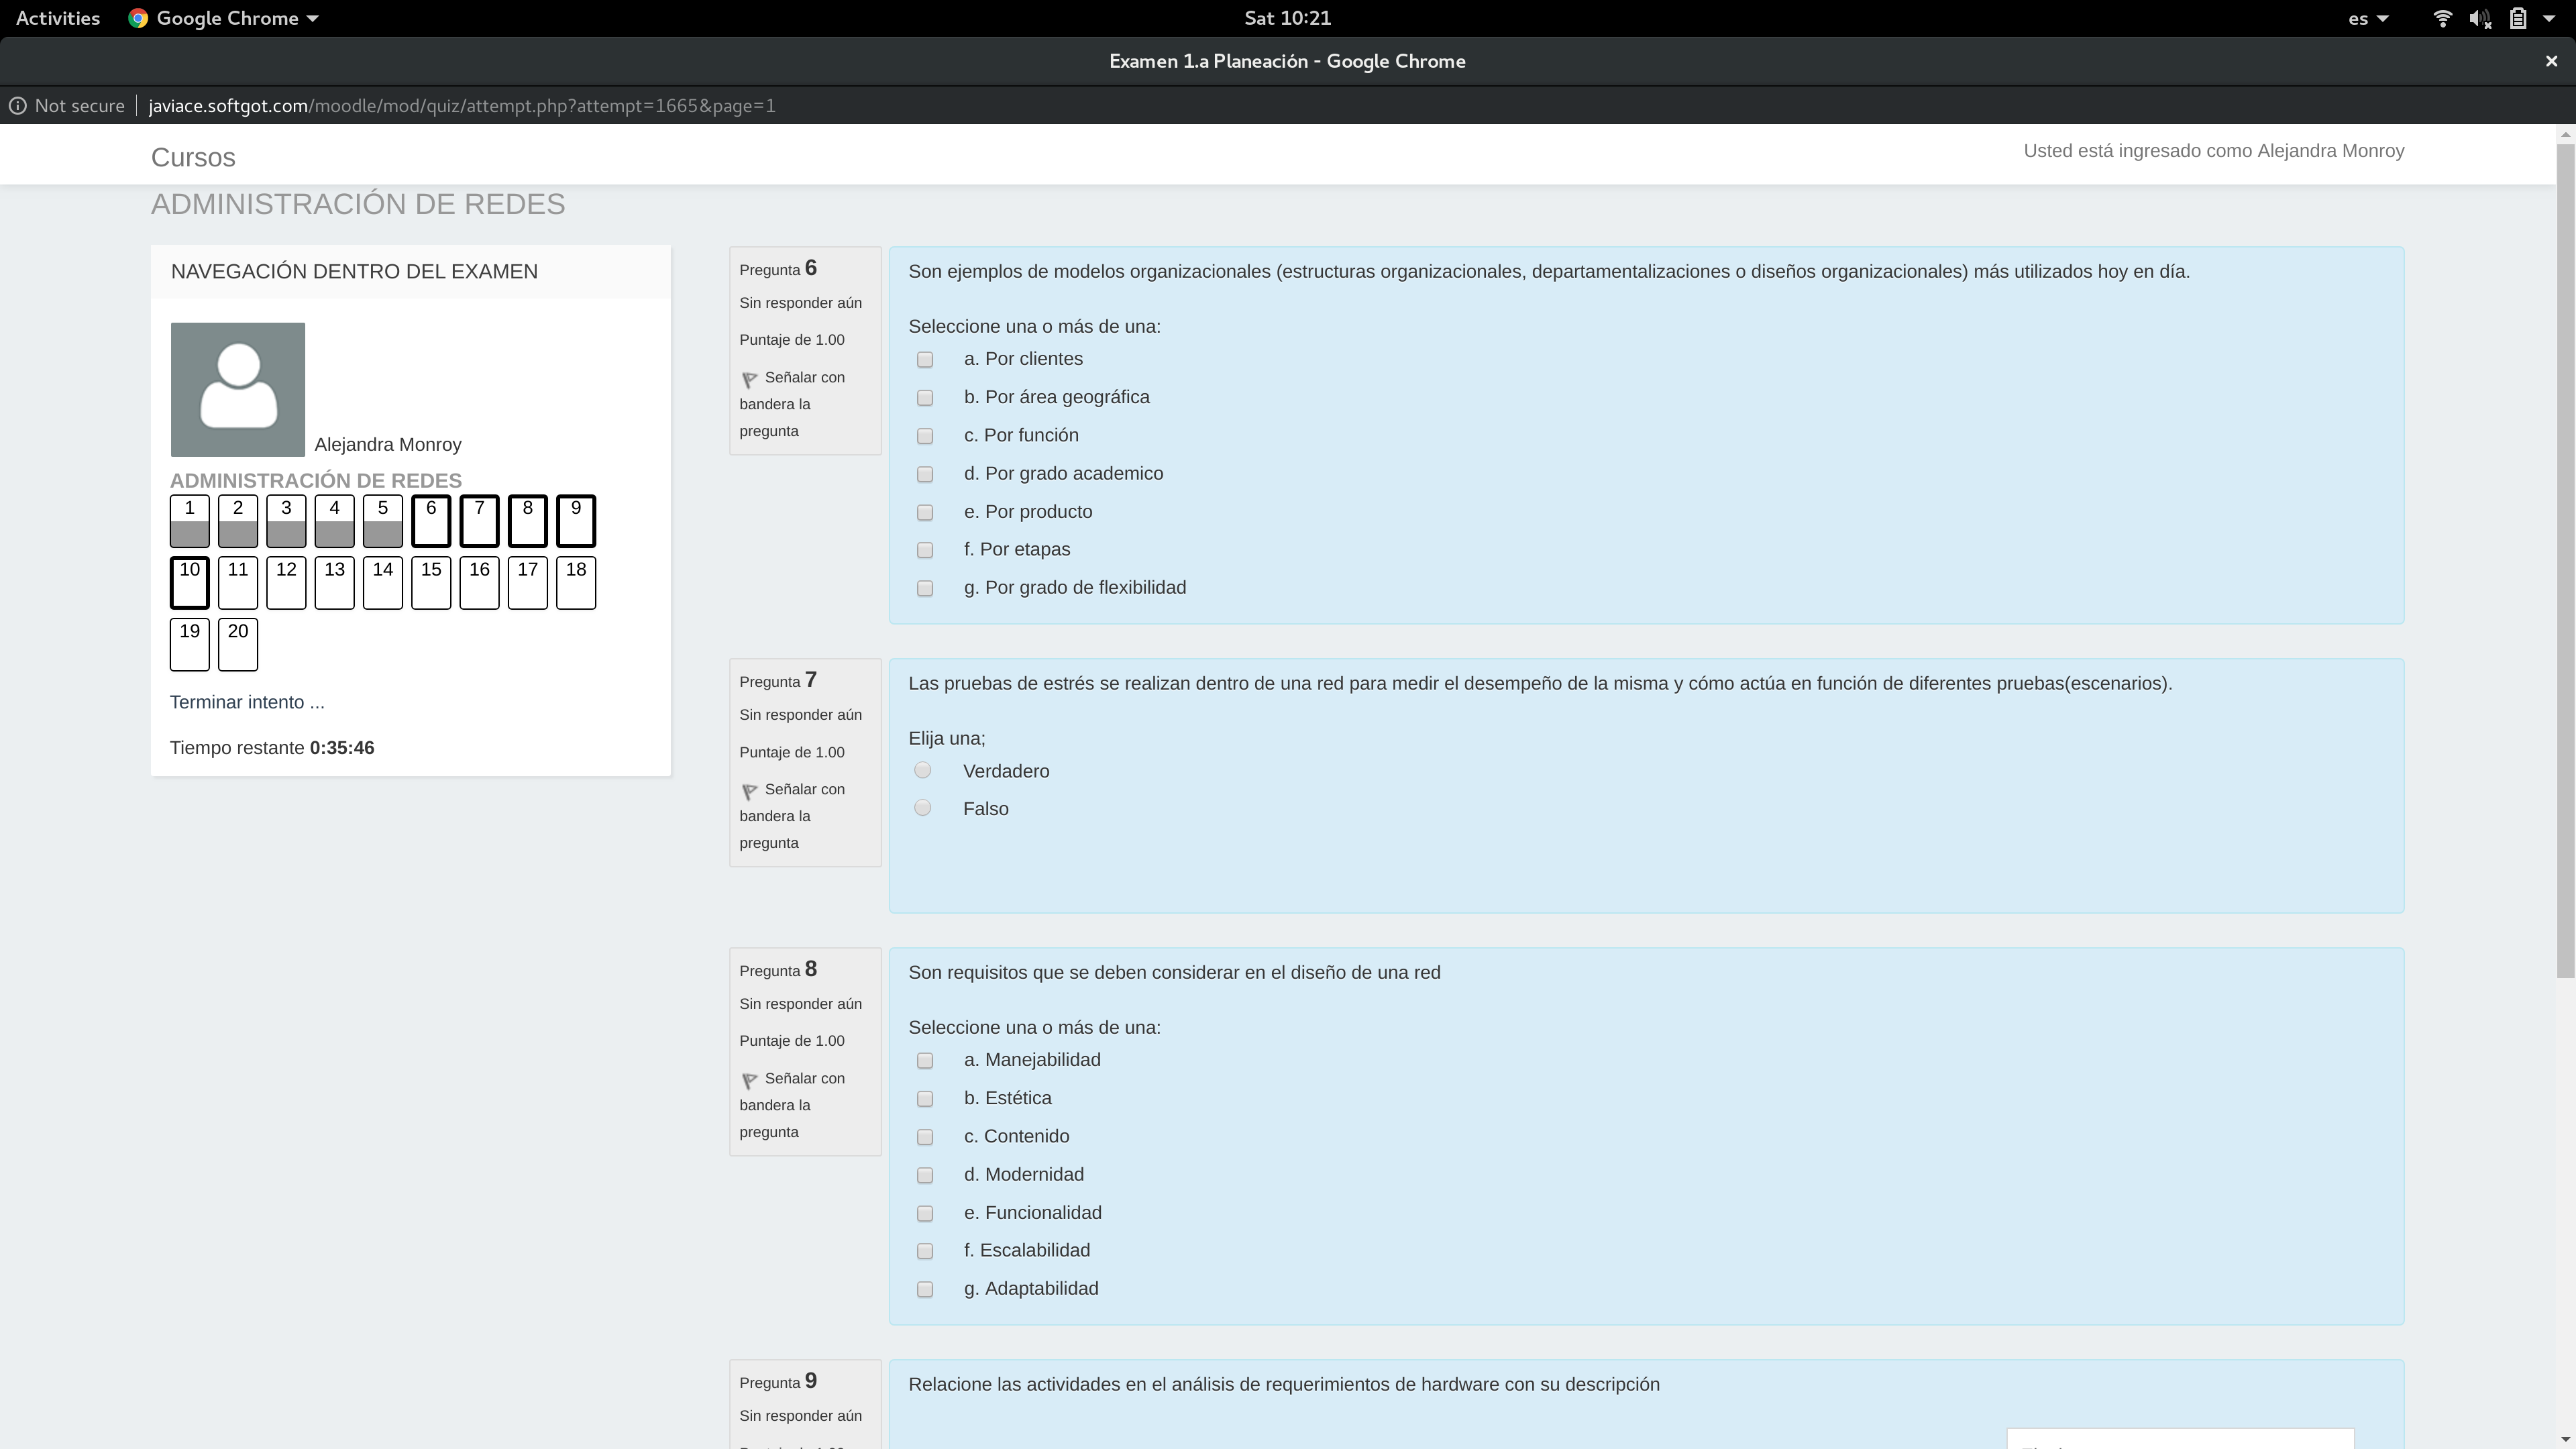 Activities Google Chrome Sat 10:21 es
Examen 1.a Planeación - Google Chrome ×
Not secure javiace.softgot.com/moodle/mod/quiz/attempt.php?attempt=1665&page=1
Cursos
Usted está ingresado como Alejandra Monroy
ADMINISTRACIÓN DE REDES
NAVEGACIÓN DENTRO DEL EXAMEN
Alejandra Monroy
ADMINISTRACIÓN DE REDES
1 2 3 4 5 6 7 8 9
10 11 12 13 14 15 16 17 18
19 20
Terminar intento ...
Tiempo restante 0:35:46
Pregunta 6
Sin responder aún
Puntaje de 1.00
Señalar con
bandera la
pregunta
Son ejemplos de modelos organizacionales (estructuras organizacionales, departamentalizaciones o diseños organizacionales) más utilizados hoy en día.
Seleccione una o más de una:
a. Por clientes
b. Por área geográfica
c. Por función
d. Por grado academico
e. Por producto
f. Por etapas
g. Por grado de flexibilidad
Pregunta 7
Sin responder aún
Puntaje de 1.00
Señalar con
bandera la
pregunta
Las pruebas de estrés se realizan dentro de una red para medir el desempeño de la misma y cómo actúa en función de diferentes pruebas(escenarios).
Elija una;
Verdadero
Falso
Pregunta 8
Sin responder aún
Puntaje de 1.00
Señalar con
bandera la
pregunta
Son requisitos que se deben considerar en el diseño de una red
Seleccione una o más de una:
a. Manejabilidad
b. Estética
c. Contenido
d. Modernidad
e. Funcionalidad
f. Escalabilidad
g. Adaptabilidad
Pregunta 9
Sin responder aún
Relacione las actividades en el análisis de requerimientos de hardware con su descripción